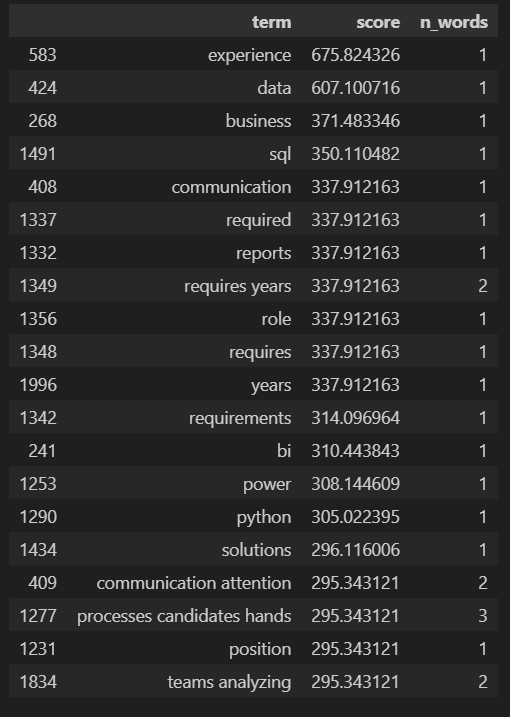 term score n_words
583 experience 675.824326 1
424 data 607.100716 1
268 business 371.483346 1
1491 sql 350.110482 1
408 communication 337.912163 1
1337 required 337.912163 1
1332 reports 337.912163 1
1349 requires years 337.912163 2
1356 role 337.912163 1
1348 requires 337.912163 1
1996 years 337.912163 1
1342 requirements 314.096964 1
241 bi 310.443843 1
1253 power 308.144609 1
1290 python 305.022395 1
1434 solutions 296.116006 1
409 communication attention 295.343121 2
1277 processes candidates hands 295.343121 3
1231 position 295.343121 1
1834 teams analyzing 295.343121 2